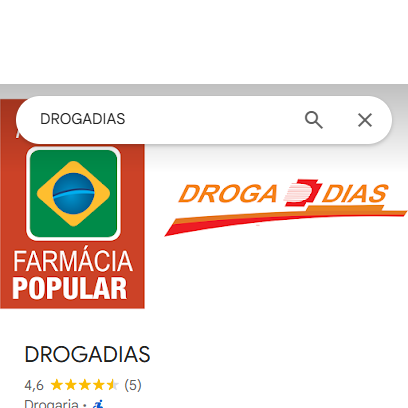 DROGADIAS
FARMÁCIA
POPULAR
DROGA DIAS
DROGADIAS
4,6 (5)
Drogaria ·